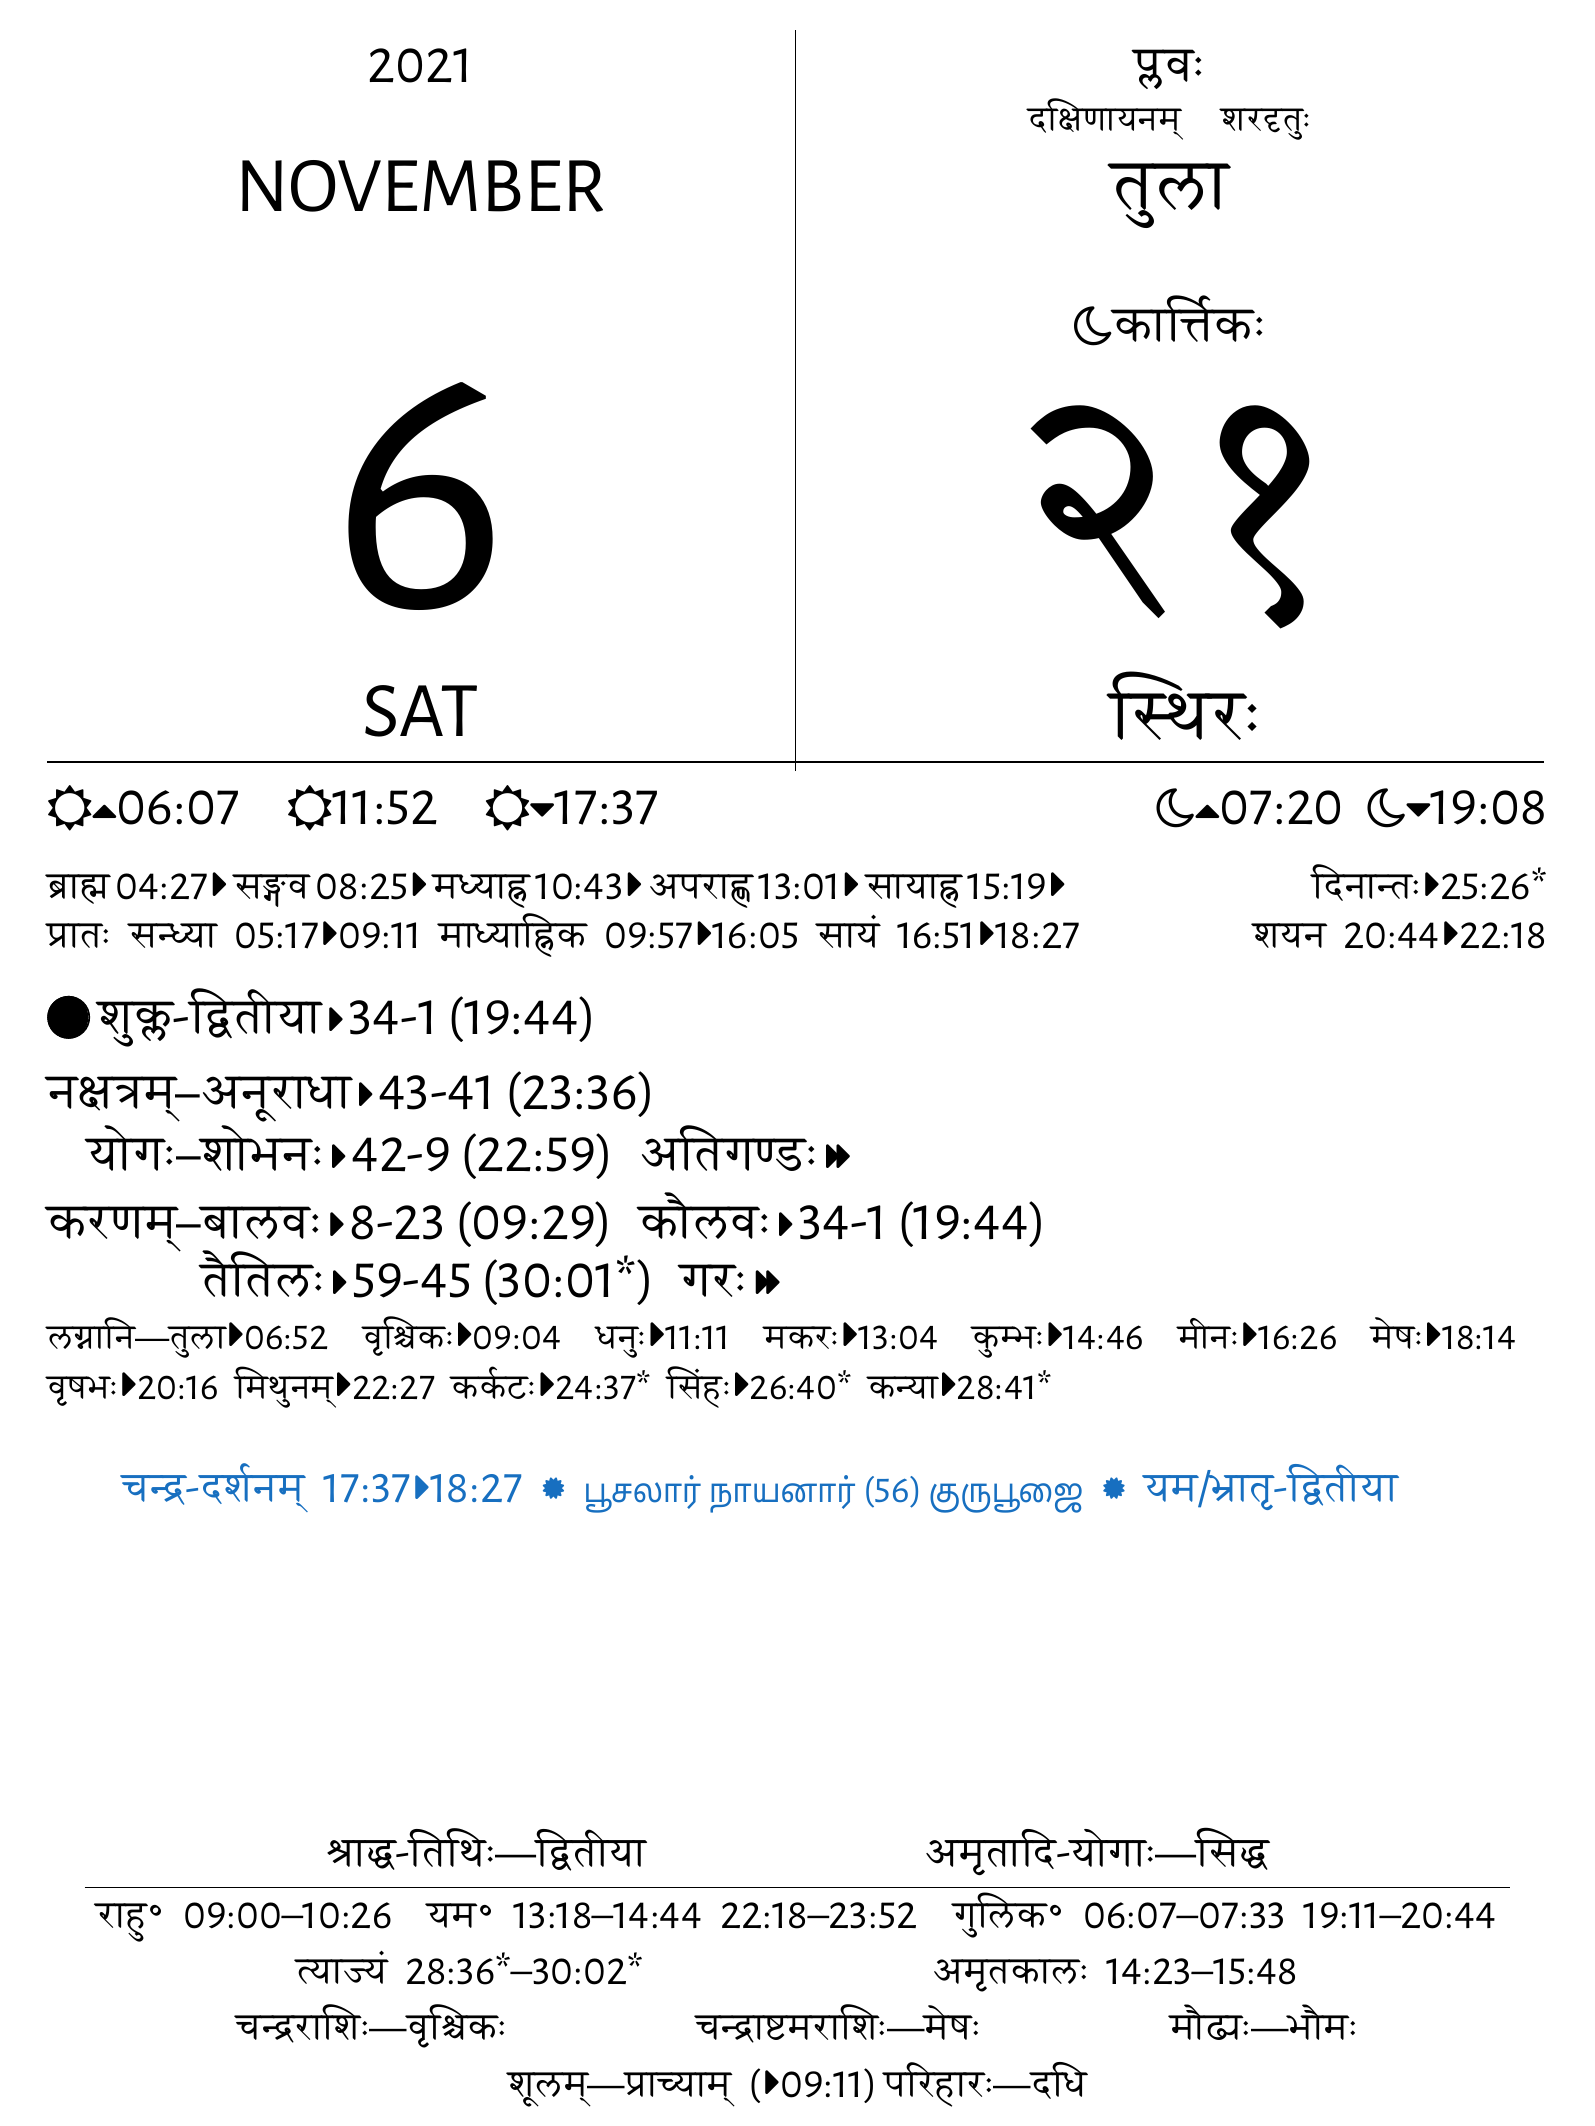 2021
NOVEMBER
6
SAT
प्लवः
दक्षिणायनम् शरदृतुः
तुला
कार्त्तिकः
२१
स्थिरः
06:07 11:52 17:37 07:20 19:08
ब्राह्म 04:27 सङ्गव 08:25 मध्याह्न 10:43 अपराह्ण 13:01 सायाह्न 15:19 दिनान्तः 25:26*
प्रातः सन्ध्या 05:17 09:11 माध्याह्निक 09:57 16:05 सायं 16:51 18:27 शयन 20:44 22:18
शुक्ल-द्वितीया 34-1 (19:44)
नक्षत्रम्–अनूराधा 43-41 (23:36)
योगः–शोभनः 42-9 (22:59) अतिगण्डः
करणम्–बालवः 8-23 (09:29) कौलवः 34-1 (19:44)
तैतिलः 59-45 (30:01*) गरः
लग्नानि—तुला 06:52 वृश्चिकः 09:04 धनुः 11:11 मकरः 13:04 कुम्भः 14:46 मीनः 16:26 मेषः 18:14
वृषभः 20:16 मिथुनम् 22:27 कर्कटः 24:37* सिंहः 26:40* कन्या 28:41*
चन्द्र-दर्शनम् 17:37 18:27 பூசலார் நாயனார் (56) குருபூஜை यम/भ्रातृ-द्वितीया
श्राद्ध-तिथिः—द्वितीया अमृतादि-योगाः—सिद्ध
राहु° 09:00–10:26 यम° 13:18–14:44 22:18–23:52 गुलिक° 06:07–07:33 19:11–20:44
त्याज्यं 28:36*–30:02* अमृतकालः 14:23–15:48
चन्द्रराशिः—वृश्चिकः चन्द्राष्टमराशिः—मेषः मौढ्यः—भौमः
शूलम्—प्राच्याम् (09:11) परिहारः—दधि